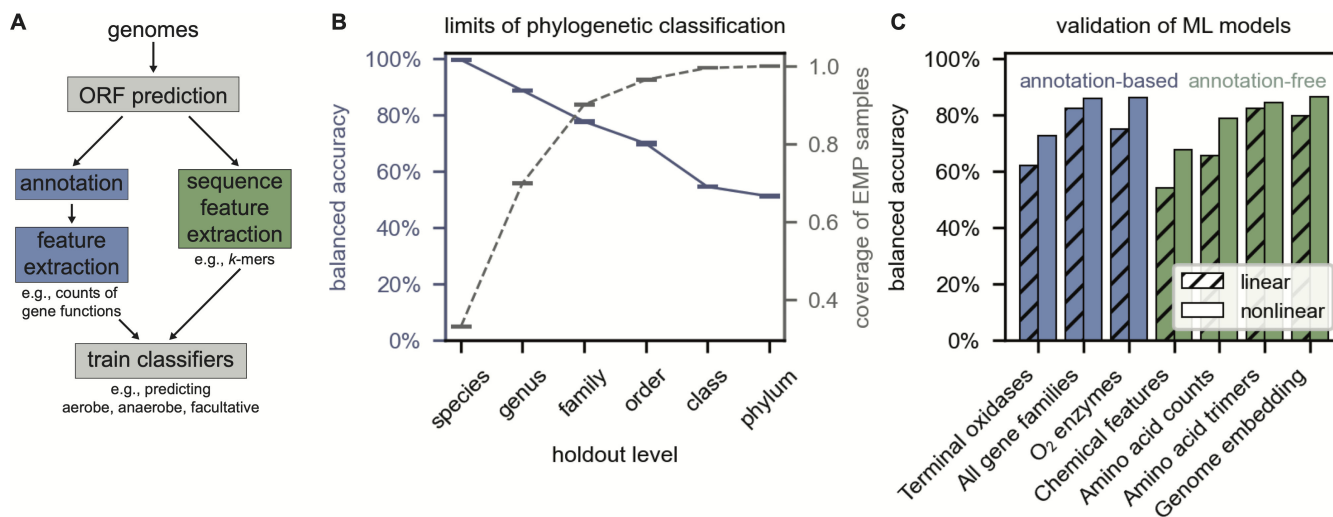 A
genomes
ORF prediction
annotation
sequence
feature
extraction
feature
extraction
e.g., k-mers
e.g., counts of
gene functions
train classifiers
e.g., predicting
aerobe, anaerobe, facultative
B
limits of phylogenetic classification
balanced accuracy
100%
80%
60%
40%
20%
0%
1.0
0.8
0.6
0.4
coverage of EMP samples
species
genus
family
order
class
phylum
holdout level
C
validation of ML models
balanced accuracy
100%
80%
60%
40%
20%
0%
annotation-based
annotation-free
linear
nonlinear
Terminal oxidases
All gene families
O₂ enzymes
Chemical features
Amino acid counts
Amino acid trimers
Genome embedding